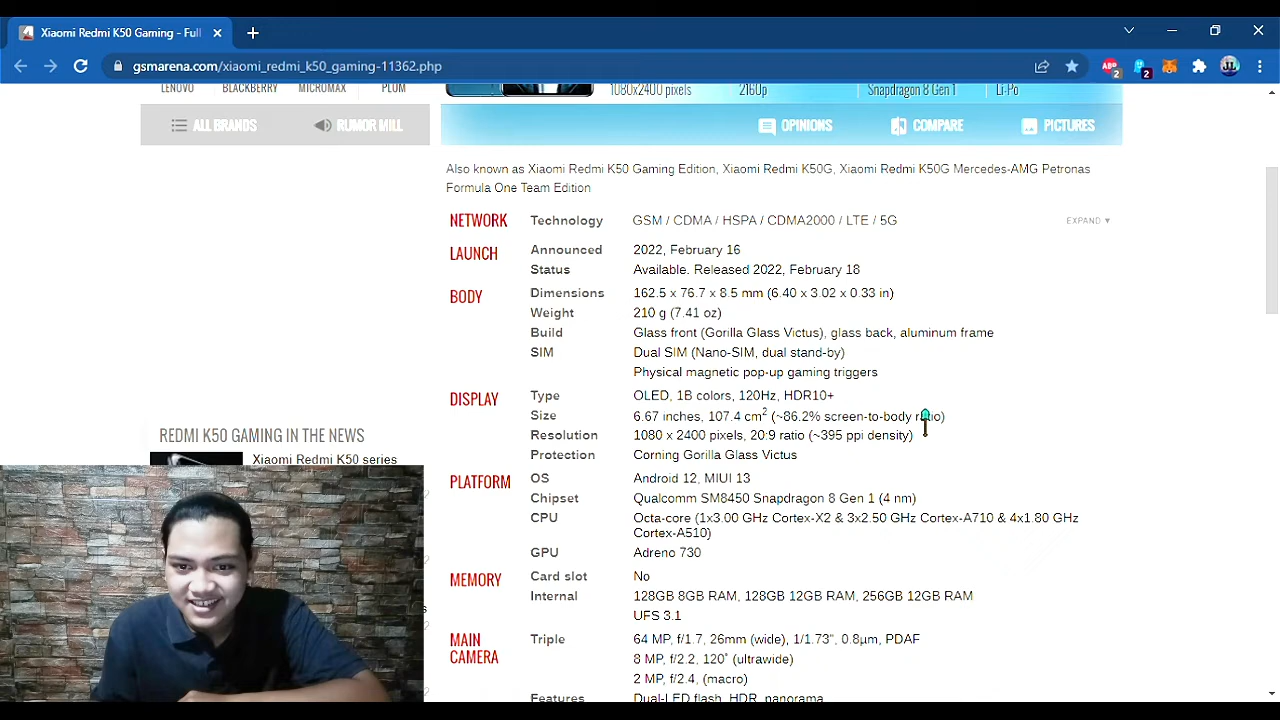 Xiaomi Redmi K50 Gaming - Full
gsmarena.com/xiaomi_redmi_k50_gaming-11362.php
ABP 2
2
LENOVO BLACKBERRY MICROMAX PLUM
1080x2400 pixels 2160p Snapdragon 8 Gen 1 Li-Po
ALL BRANDS RUMOR MILL
OPINIONS COMPARE PICTURES
Also known as Xiaomi Redmi K50 Gaming Edition, Xiaomi Redmi K50G, Xiaomi Redmi K50G Mercedes-AMG Petronas
Formula One Team Edition
NETWORK Technology GSM / CDMA / HSPA / CDMA2000 / LTE / 5G EXPAND ▼
LAUNCH Announced 2022, February 16
Status Available. Released 2022, February 18
BODY Dimensions 162.5 x 76.7 x 8.5 mm (6.40 x 3.02 x 0.33 in)
Weight 210 g (7.41 oz)
Build Glass front (Gorilla Glass Victus), glass back, aluminum frame
SIM Dual SIM (Nano-SIM, dual stand-by)
Physical magnetic pop-up gaming triggers
DISPLAY Type OLED, 1B colors, 120Hz, HDR10+
Size 6.67 inches, 107.4 cm2 (~86.2% screen-to-body ratio)
Resolution 1080 x 2400 pixels, 20:9 ratio (~395 ppi density)
Protection Corning Gorilla Glass Victus
REDMI K50 GAMING IN THE NEWS
Xiaomi Redmi K50 series
PLATFORM OS Android 12, MIUI 13
Chipset Qualcomm SM8450 Snapdragon 8 Gen 1 (4 nm)
CPU Octa-core (1x3.00 GHz Cortex-X2 & 3x2.50 GHz Cortex-A710 & 4x1.80 GHz
Cortex-A510)
GPU Adreno 730
MEMORY Card slot No
Internal 128GB 8GB RAM, 128GB 12GB RAM, 256GB 12GB RAM
UFS 3.1
MAIN CAMERA Triple 64 MP, f/1.7, 26mm (wide), 1/1.73", 0.8µm, PDAF
8 MP, f/2.2, 120˚ (ultrawide)
2 MP, f/2.4, (macro)
Features Dual-LED flash, HDR, panorama